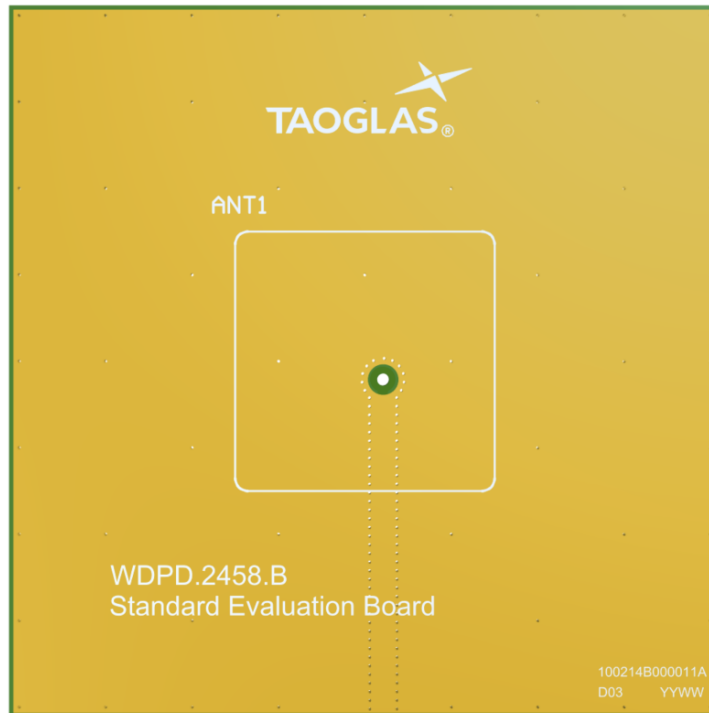 TAOGLAS®
ANT1
WDPD.2458.B
Standard Evaluation Board
100214B000011A
D03 YYWW